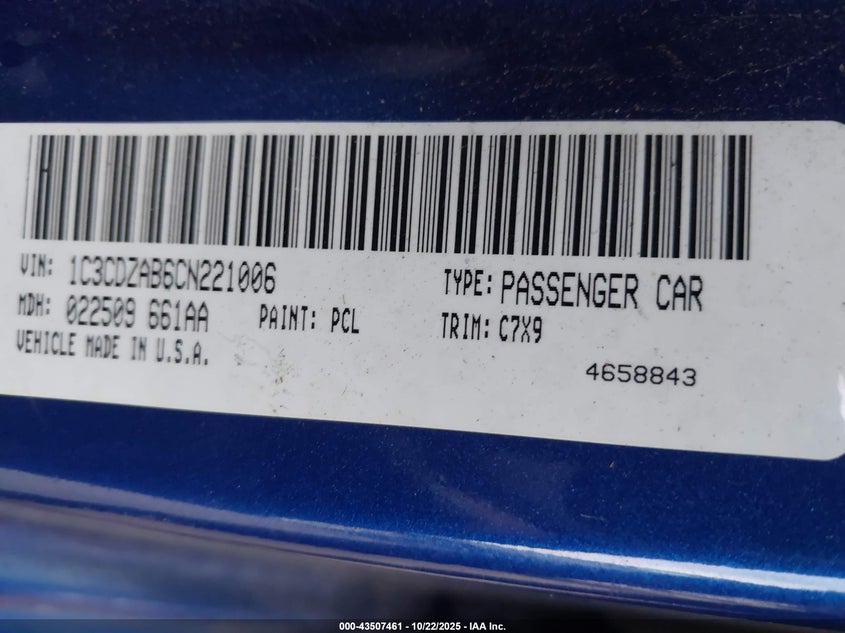 VIN: 1C3CDZAB6CN221006 TYPE: PASSENGER CAR
MDH: 022509 661AA PAINT: PCL TRIM: C7X9
VEHICLE MADE IN U.S.A.
4658843
000-43507461 - 10/22/2025 - IAA Inc.